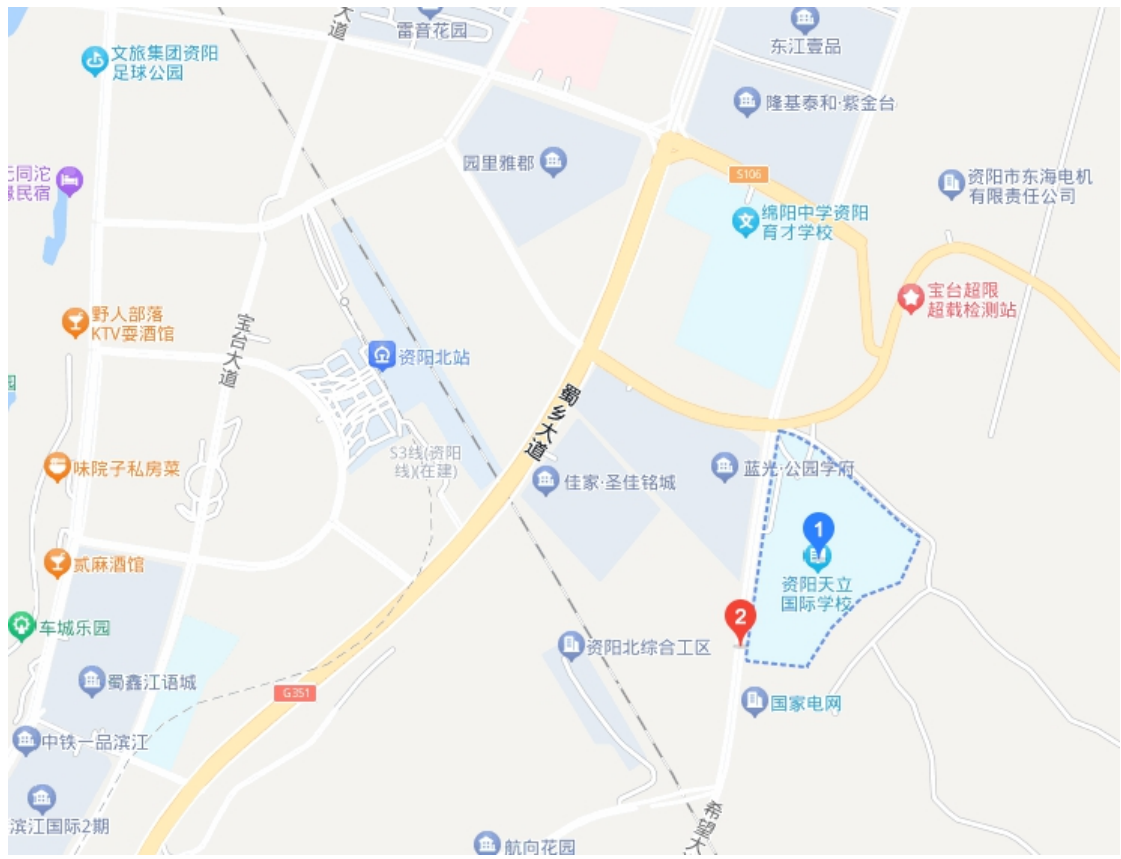 大道
雷音花园
东江壹品
文旅集团资阳
足球公园
隆基泰和·紫金台
园里雅郡
S106
资阳市东海电机
有限责任公司
民宿
绵阳中学资阳
育才学校
宝台超限
超载检测站
野人部落
KTV耍酒馆
宝台大道
资阳北站
园
蜀乡大道
S3线(资阳
线)(在建)
味院子私房菜
佳家·圣佳铭城
蓝光·公园学府
1
贰麻酒馆
资阳天立
国际学校
2
车城乐园
资阳北综合工区
蜀鑫江语城
G351
国家电网
中铁一品滨江
滨江国际2期
希望大
航向花园